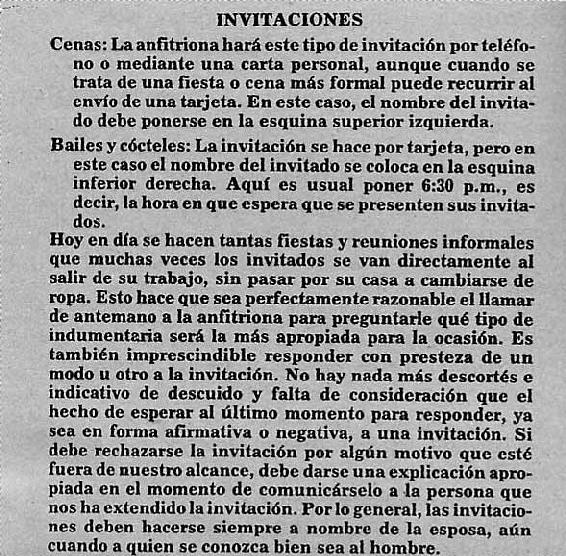 INVITACIONES
Cenas: La anfitriona hará este tipo de invitación por teléfo-
no o mediante una carta personal, aunque cuando se
trata de una fiesta o cena más formal puede recurrir al
envío de una tarjeta. En este caso, el nombre del invita-
do debe ponerse en la esquina superior izquierda.
Bailes y cócteles: La invitación se hace por tarjeta, pero en
este caso el nombre del invitado se coloca en la esquina
inferior derecha. Aquí es usual poner 6:30 p.m., es
decir, la hora en que espera que se presenten sus invita-
dos.
Hoy en día se hacen tantas fiestas y reuniones informales
que muchas veces los invitados se van directamente al
salir de su trabajo, sin pasar por su casa a cambiarse de
ropa. Esto hace que sea perfectamente razonable el llamar
de antemano a la anfitriona para preguntarle qué tipo de
indumentaria será la más apropiada para la ocasión. Es
también imprescindible responder con presteza de un
modo u otro a la invitación. No hay nada más descortés e
indicativo de descuido y falta de consideración que el
hecho de esperar al último momento para responder, ya
sea en forma afirmativa o negativa, a una invitación. Si
debe rechazarse la invitación por algún motivo que esté
fuera de nuestro alcance, debe darse una explicación apro-
piada en el momento de comunicárselo a la persona que
nos ha extendido la invitación. Por lo general, las invitacio-
nes deben hacerse siempre a nombre de la esposa, aún
cuando a quien se conozca bien sea al hombre.